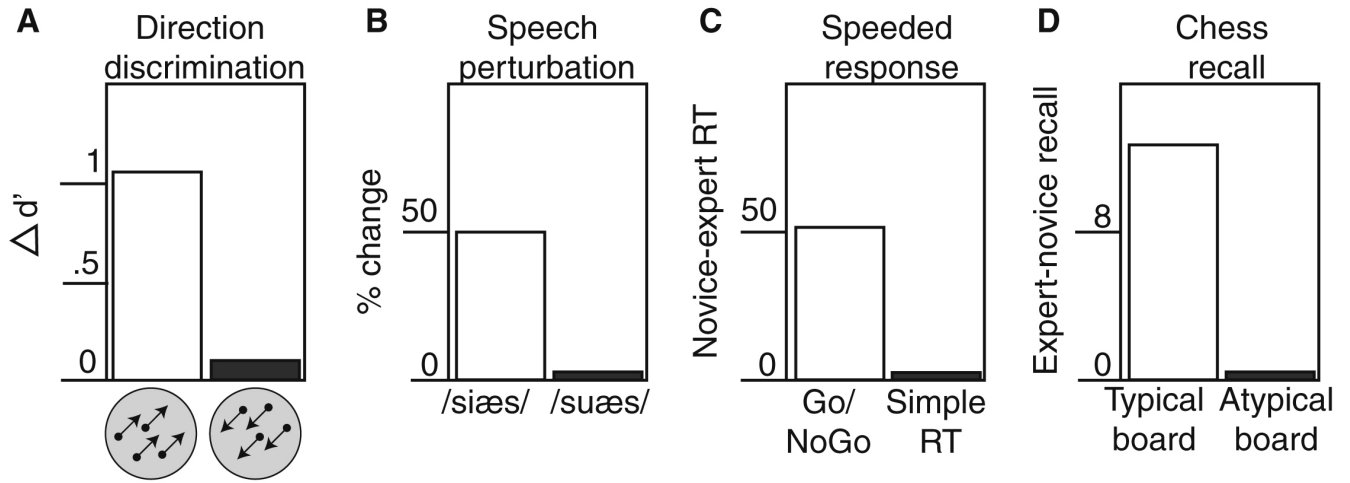 A
Direction
discrimination
△ d’
1
.5
0
B
Speech
perturbation
% change
50
0
/siæs/ /suæs/
C
Speeded
response
Novice-expert RT
50
0
Go/
NoGo
Simple
RT
D
Chess
recall
Expert-novice recall
8
0
Typical
board
Atypical
board